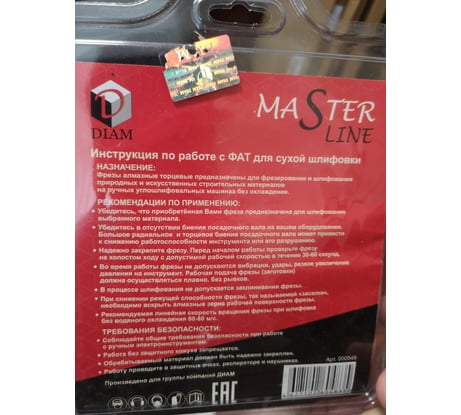 DIAM
MASTER
LINE
Инструкция по работе с ФАТ для сухой шлифовки
НАЗНАЧЕНИЕ:
Фрезы алмазные торцевые предназначены для фрезерования и шлифования
природных и искусственных строительных материалов
на ручных углошлифовальных машинах без охлаждения.
РЕКОМЕНДАЦИИ ПО ПРИМЕНЕНИЮ:
• Убедитесь, что приобретённая Вами фреза предназначена для шлифования
выбранного материала.
• Убедитесь в отсутствии биения посадочного вала на вашем оборудовании.
Большое радиальное и торцевое биение посадочного вала может привести
к снижению работоспособности инструмента или его разрушению.
• Надежно закрепите фрезу. Перед началом работы проверьте фрезу
на холостом ходу с допустимой рабочей скоростью в течение 30-60 секунд.
• Во время работы фрезы не допускаются вибрации, удары, резкое увеличение
давления на инструмент. Рабочая подача фрезы (заготовки)
должна осуществляться плавно, без рывков.
• В процессе шлифования не допускается заклинивания фрезы.
• При снижении режущей способности фрезы, так называемой «засалке»,
необходимо вскрыть алмазные зерна рабочей поверхности фрезы.
• Рекомендуемая линейная скорость вращения фрезы при шлифовании
без водяного охлаждения 60-80 м/с.
ТРЕБОВАНИЯ БЕЗОПАСНОСТИ:
• Соблюдайте общие требования безопасности при работе
с ручным электроинструментом.
• Работа без защитного кожуха запрещается.
• Обрабатываемый материал должен быть надежно закреплен.
• Работу проводите в защитных очках, респираторе и наушниках.
Произведено для группы компаний ДИАМ
EAC
Арт. 000549